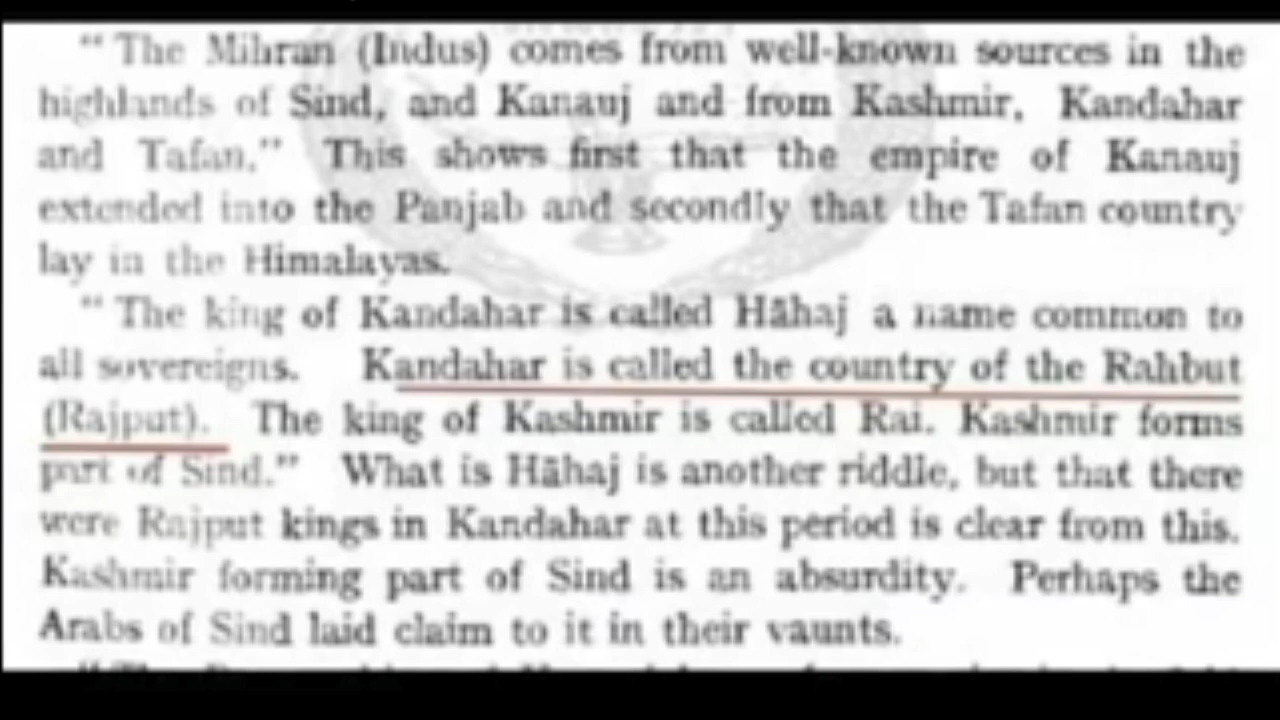 “ The Mihran (Indus) comes from well-known sources in the
highlands of Sind, and Kanauj and from Kashmir, Kandahar
and Tafan.” This shows first that the empire of Kanauj
extended into the Panjab and secondly that the Tafan country
lay in the Himalayas.
“ The king of Kandahar is called Hāhaj a name common to
all sovereigns. Kandahar is called the country of the Rahbut
(Rajput). The king of Kashmir is called Rai. Kashmir forms
part of Sind.” What is Hāhaj is another riddle, but that there
were Rajput kings in Kandahar at this period is clear from this.
Kashmir forming part of Sind is an absurdity. Perhaps the
Arabs of Sind laid claim to it in their vaunts.